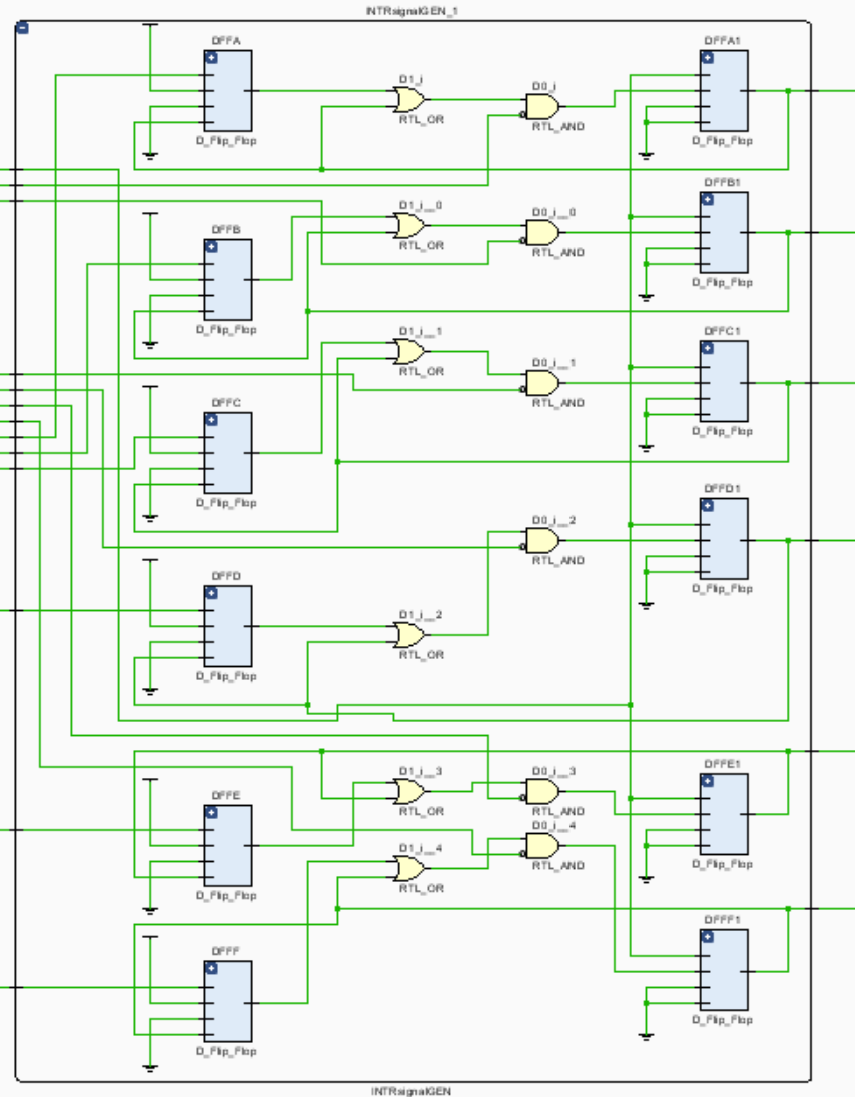 INTRsignalGEN_1
DFFA
D_Flip_Flop
D1_i
RTL_OR
D0_i
RTL_AND
DFFA1
D_Flip_Flop
DFFB
D_Flip_Flop
D1_i__0
RTL_OR
D0_i__0
RTL_AND
DFFB1
D_Flip_Flop
DFFC
D_Flip_Flop
D1_i__1
RTL_OR
D0_i__1
RTL_AND
DFFC1
D_Flip_Flop
DFFD
D_Flip_Flop
D1_i__2
RTL_OR
D0_i__2
RTL_AND
DFFD1
D_Flip_Flop
DFFE
D_Flip_Flop
D1_i__3
RTL_OR
D0_i__3
RTL_AND
DFFE1
D_Flip_Flop
DFFF
D_Flip_Flop
D1_i__4
RTL_OR
D0_i__4
RTL_AND
DFFF1
D_Flip_Flop
INTRsignalGEN